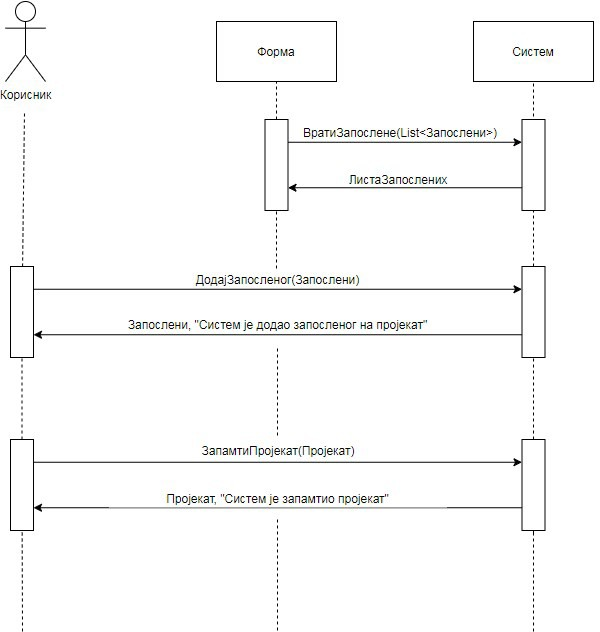 Корисник
Форма
Систем
ВратиЗапослене(List<Запослени>)
ЛистаЗапослених
ДодајЗапосленог(Запослени)
Запослени, "Систем је додао запосленог на пројекат"
ЗапамтиПројекат(Пројекат)
Пројекат, "Систем је запамтио пројекат"